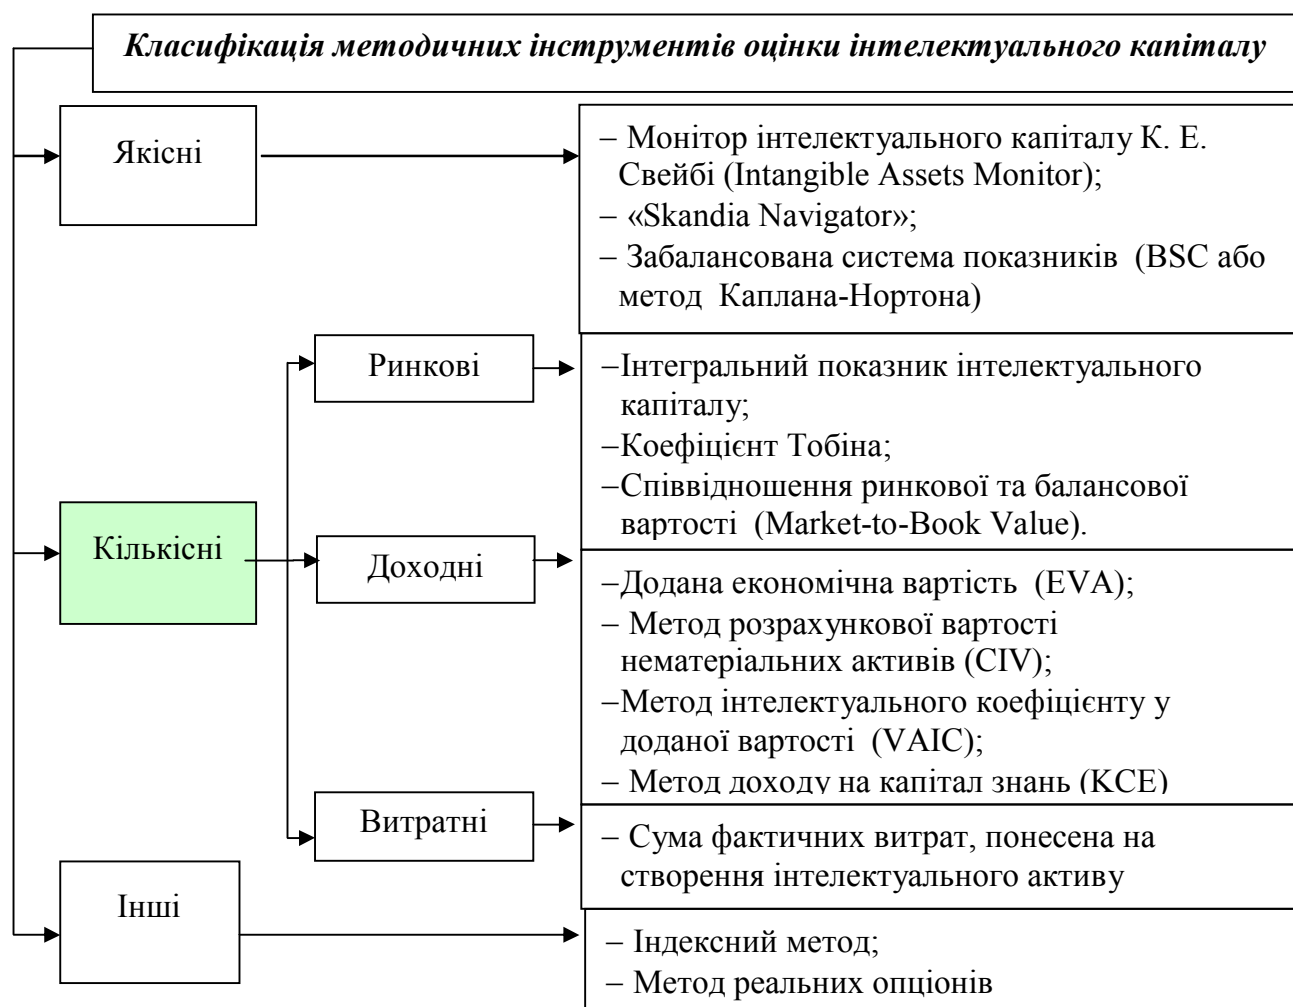 Класифікація методичних інструментів оцінки інтелектуального капіталу
Якісні
– Монітор інтелектуального капіталу К. Е.
Свейбі (Intangible Assets Monitor);
– «Skandia Navigator»;
– Забалансована система показників (BSC або
метод Каплана-Нортона)
Кількісні
Ринкові
–Інтегральний показник інтелектуального
капіталу;
–Коефіцієнт Тобіна;
–Співвідношення ринкової та балансової
вартості (Market-to-Book Value).
Доходні
–Додана економічна вартість (EVA);
– Метод розрахункової вартості
нематеріальних активів (CIV);
–Метод інтелектуального коефіцієнту у
доданої вартості (VAIC);
– Метод доходу на капітал знань (KCE)
Витратні
– Сума фактичних витрат, понесена на
створення інтелектуального активу
Інші
– Індексний метод;
– Метод реальних опціонів